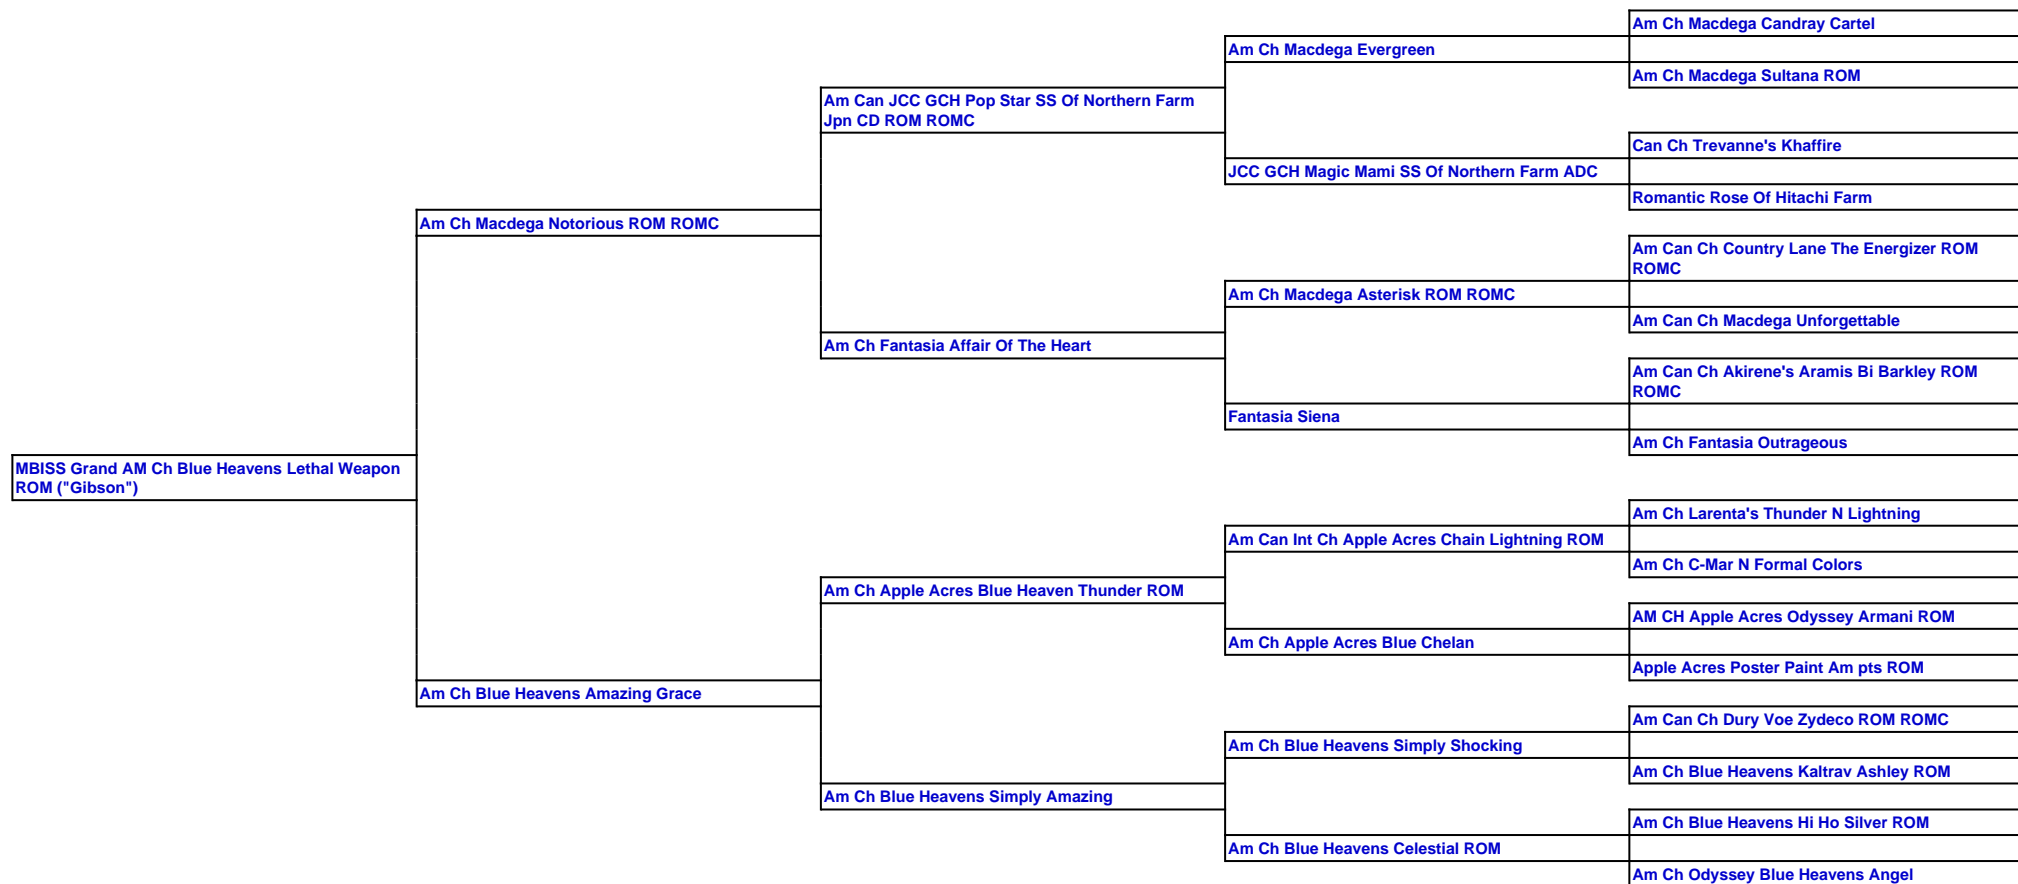 Am Ch Macdega Candray Cartel
Am Ch Macdega Evergreen
Am Ch Macdega Sultana ROM
Am Can JCC GCH Pop Star SS Of Northern Farm
Jpn CD ROM ROMC
Can Ch Trevanne's Khaffire
JCC GCH Magic Mami SS Of Northern Farm ADC
Romantic Rose Of Hitachi Farm
Am Ch Macdega Notorious ROM ROMC
Am Can Ch Country Lane The Energizer ROM
ROMC
Am Ch Macdega Asterisk ROM ROMC
Am Can Ch Macdega Unforgettable
Am Ch Fantasia Affair Of The Heart
Am Can Ch Akirene's Aramis Bi Barkley ROM
ROMC
Fantasia Siena
Am Ch Fantasia Outrageous
MBISS Grand AM Ch Blue Heavens Lethal Weapon
ROM ("Gibson")
Am Ch Larenta's Thunder N Lightning
Am Can Int Ch Apple Acres Chain Lightning ROM
Am Ch C-Mar N Formal Colors
Am Ch Apple Acres Blue Heaven Thunder ROM
AM CH Apple Acres Odyssey Armani ROM
Am Ch Apple Acres Blue Chelan
Apple Acres Poster Paint Am pts ROM
Am Ch Blue Heavens Amazing Grace
Am Can Ch Dury Voe Zydeco ROM ROMC
Am Ch Blue Heavens Simply Shocking
Am Ch Blue Heavens Kaltrav Ashley ROM
Am Ch Blue Heavens Simply Amazing
Am Ch Blue Heavens Hi Ho Silver ROM
Am Ch Blue Heavens Celestial ROM
Am Ch Odyssey Blue Heavens Angel